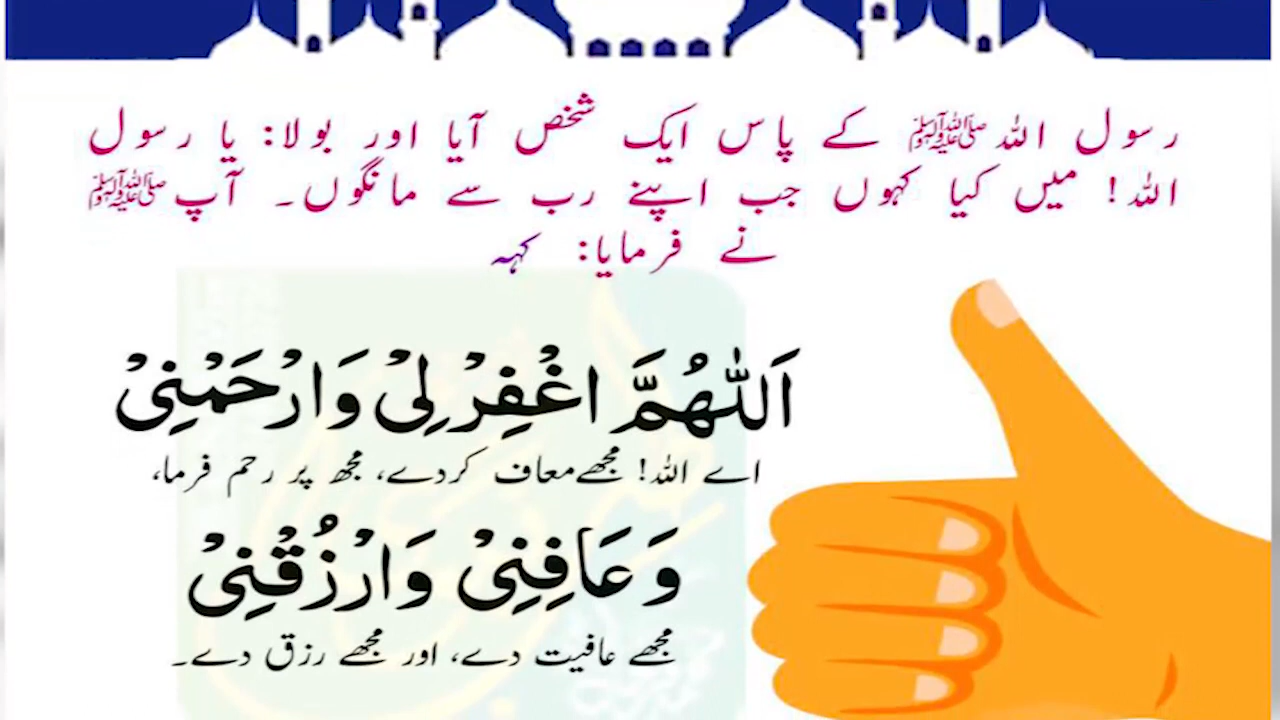 رسول اللہ ﷺ کے پاس ایک شخص آیا اور بولا: یا رسول
اللہ! میں کیا کہوں جب اپنے رب سے مانگوں۔ آپ ﷺ
نے فرمایا: کہہ
اَللّٰهُمَّ اغْفِرْ لِیْ وَارْحَمْنِیْ
اے اللہ! مجھےمعاف کردے، مجھ پر رحم فرما،
وَعَافِنِیْ وَارْزُقْنِیْ
مجھے عافیت دے، اور مجھے رزق دے۔